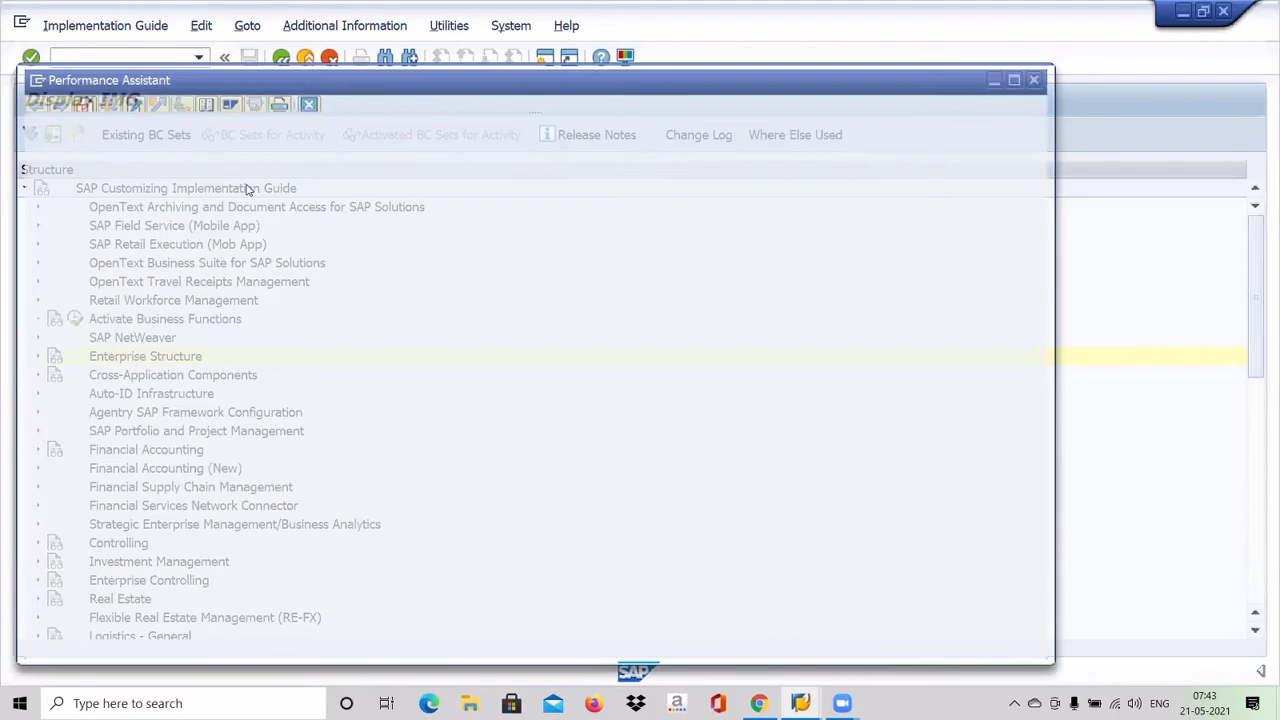 Implementation Guide Edit Goto Additional Information Utilities System Help
Performance Assistant
Display IMG
Existing BC Sets BC Sets for Activity Activated BC Sets for Activity Release Notes Change Log Where Else Used
Structure
SAP Customizing Implementation Guide
OpenText Archiving and Document Access for SAP Solutions
SAP Field Service (Mobile App)
SAP Retail Execution (Mob App)
OpenText Business Suite for SAP Solutions
OpenText Travel Receipts Management
Retail Workforce Management
Activate Business Functions
SAP NetWeaver
Enterprise Structure
Cross-Application Components
Auto-ID Infrastructure
Agentry SAP Framework Configuration
SAP Portfolio and Project Management
Financial Accounting
Financial Accounting (New)
Financial Supply Chain Management
Financial Services Network Connector
Strategic Enterprise Management/Business Analytics
Controlling
Investment Management
Enterprise Controlling
Real Estate
Flexible Real Estate Management (RE-FX)
Logistics - General
SAP
Type here to search
ENG
07:43
21-05-2021